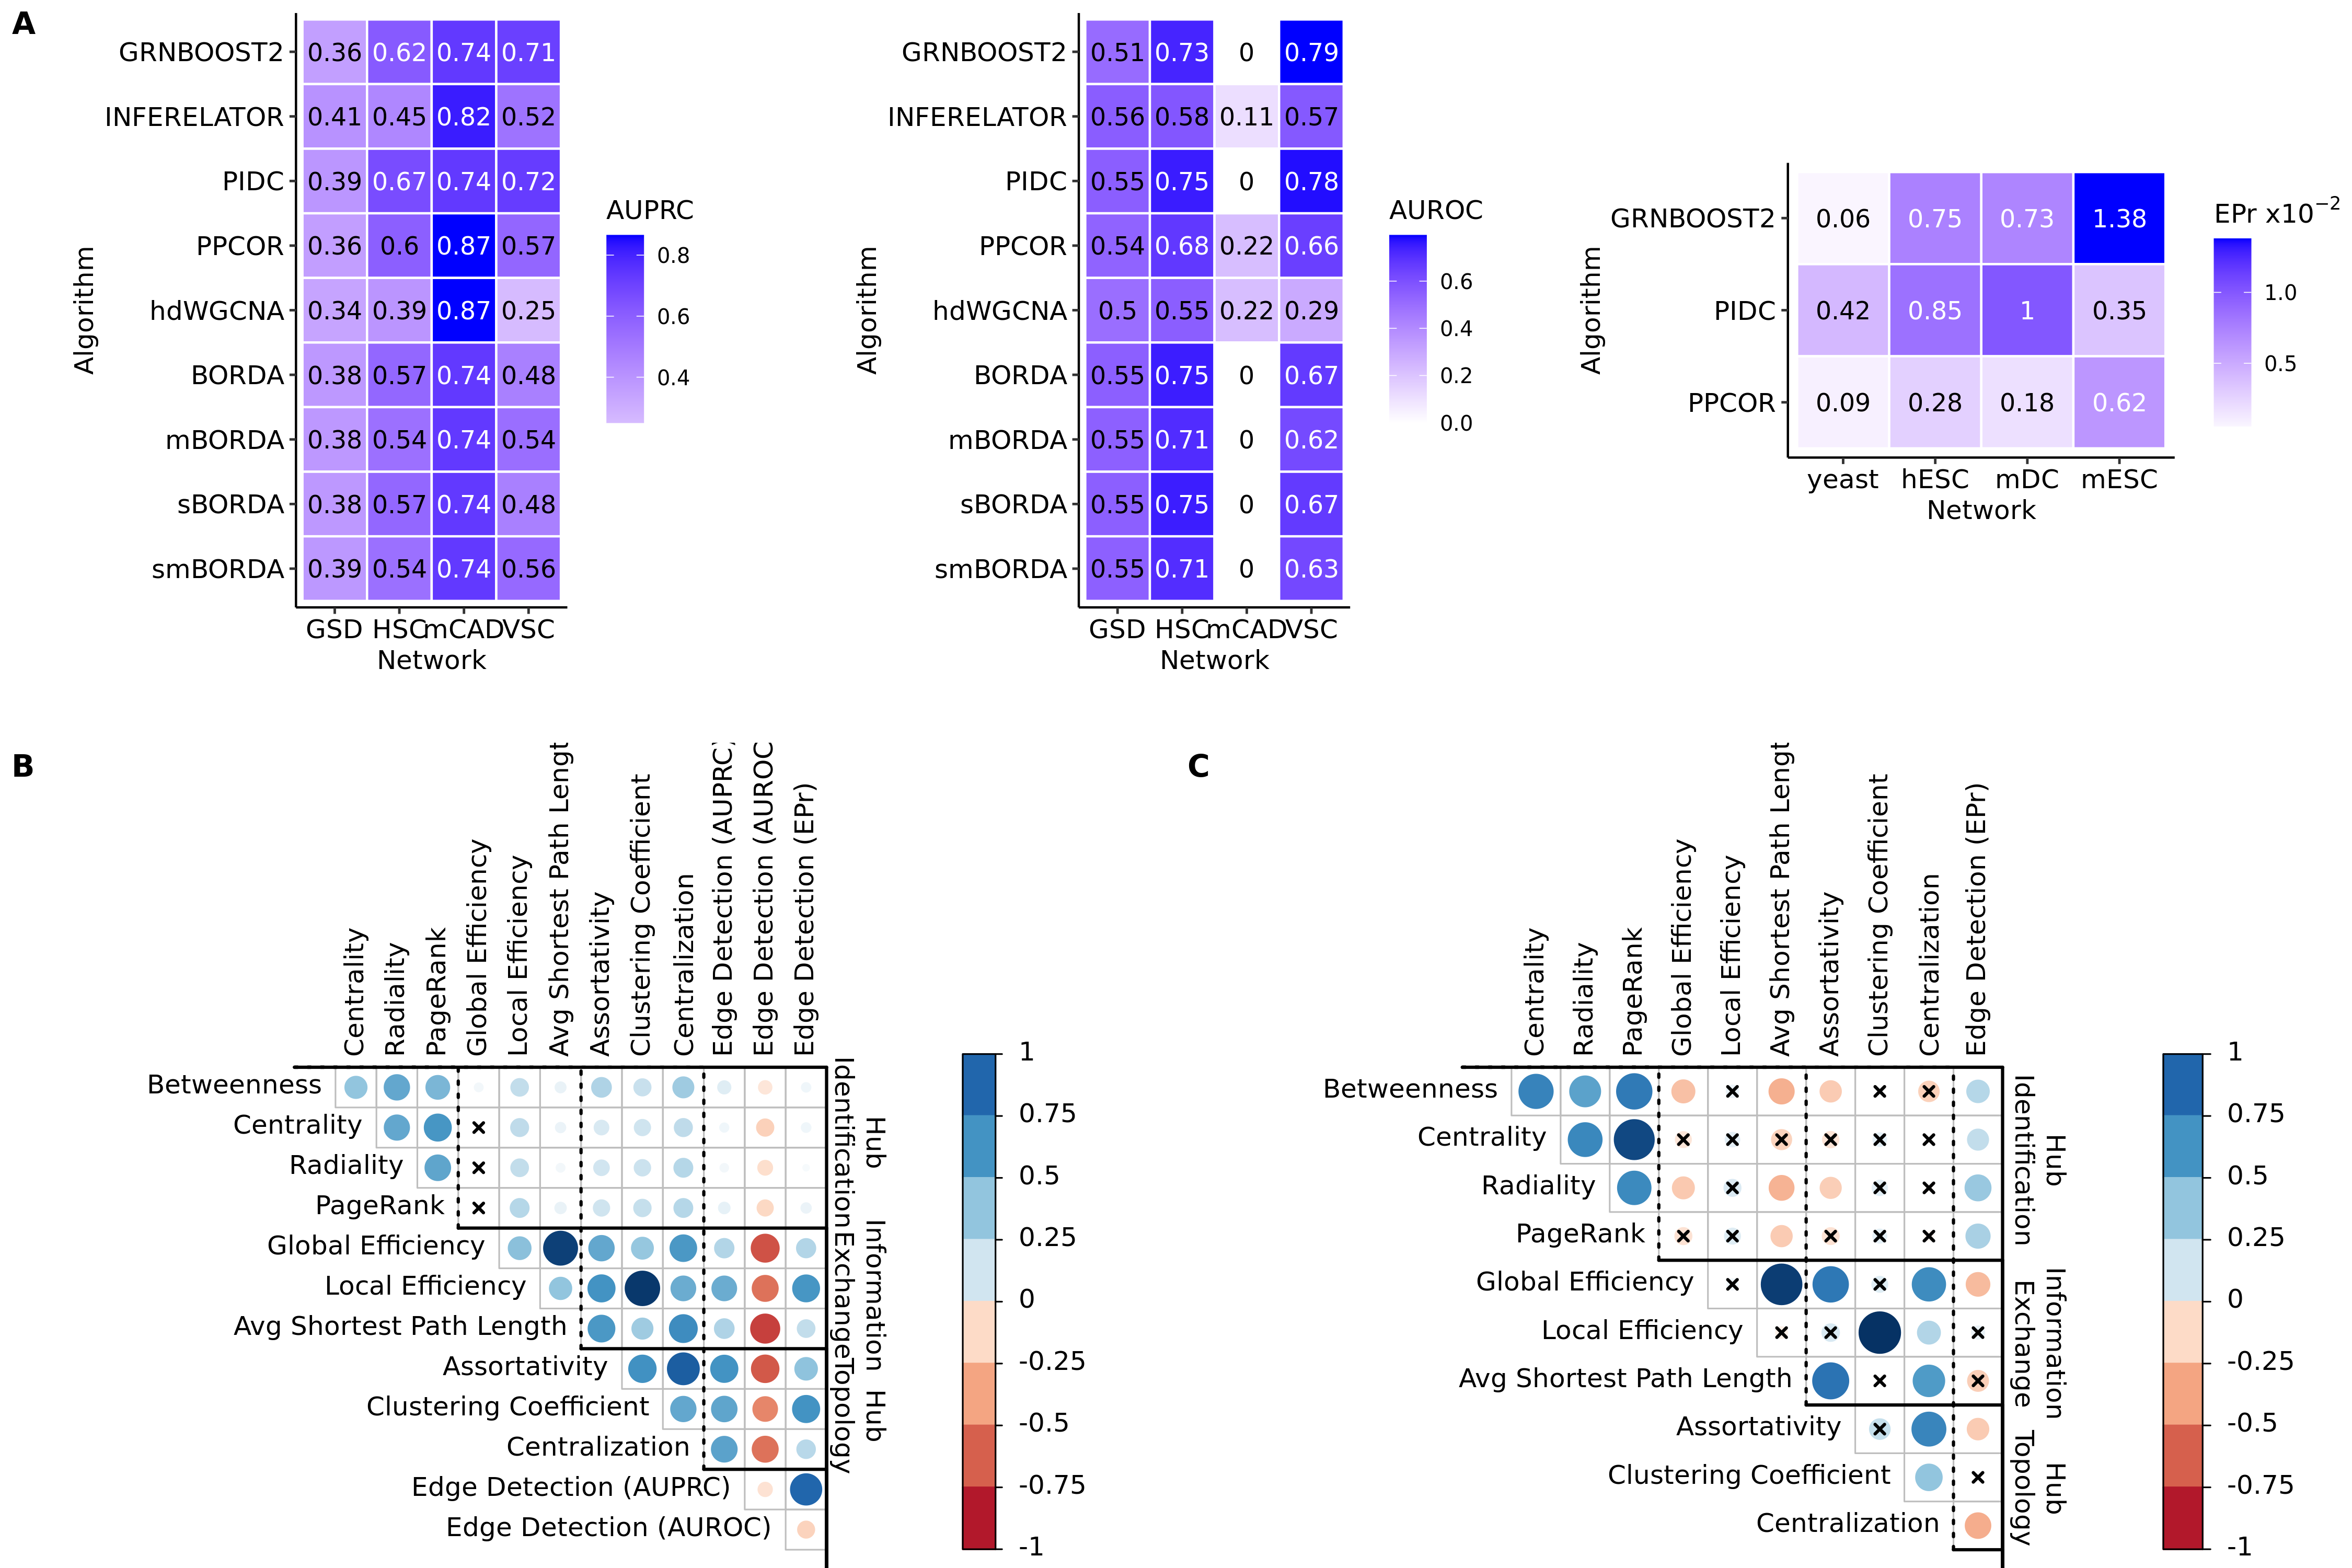 A
GRNBOOST2 0.36 0.62 0.74 0.71
INFERELATOR 0.41 0.45 0.82 0.52
PIDC 0.39 0.67 0.74 0.72
PPCOR 0.36 0.6 0.87 0.57
hdWGCNA 0.34 0.39 0.87 0.25
BORDA 0.38 0.57 0.74 0.48
mBORDA 0.38 0.54 0.74 0.54
sBORDA 0.38 0.57 0.74 0.48
smBORDA 0.39 0.54 0.74 0.56
Algorithm
GSD HSC mCAD VSC
Network
AUPRC
0.8
0.6
0.4
GRNBOOST2 0.51 0.73 0 0.79
INFERELATOR 0.56 0.58 0.11 0.57
PIDC 0.55 0.75 0 0.78
PPCOR 0.54 0.68 0.22 0.66
hdWGCNA 0.5 0.55 0.22 0.29
BORDA 0.55 0.75 0 0.67
mBORDA 0.55 0.71 0 0.62
sBORDA 0.55 0.75 0 0.67
smBORDA 0.55 0.71 0 0.63
Algorithm
GSD HSC mCAD VSC
Network
AUROC
0.6
0.4
0.2
0.0
GRNBOOST2 0.06 0.75 0.73 1.38
PIDC 0.42 0.85 1 0.35
PPCOR 0.09 0.28 0.18 0.62
Algorithm
yeast hESC mDC mESC
Network
EPr x10−2
1.0
0.5
B
Centrality
Radiality
PageRank
Global Efficiency
Local Efficiency
Avg Shortest Path Lengt
Assortativity
Clustering Coefficient
Centralization
Edge Detection (AUPRC)
Edge Detection (AUROC
Edge Detection (EPr)
Betweenness
Centrality
Radiality
PageRank
Global Efficiency
Local Efficiency
Avg Shortest Path Length
Assortativity
Clustering Coefficient
Centralization
Edge Detection (AUPRC)
Edge Detection (AUROC)
Hub
Identification
Information
Exchange
Hub
Topology
1
0.75
0.5
0.25
0
-0.25
-0.5
-0.75
-1
C
Centrality
Radiality
PageRank
Global Efficiency
Local Efficiency
Avg Shortest Path Lengt
Assortativity
Clustering Coefficient
Centralization
Edge Detection (EPr)
Betweenness
Centrality
Radiality
PageRank
Global Efficiency
Local Efficiency
Avg Shortest Path Length
Assortativity
Clustering Coefficient
Centralization
Hub
Identification
Information
Exchange
Hub
Topology
1
0.75
0.5
0.25
0
-0.25
-0.5
-0.75
-1